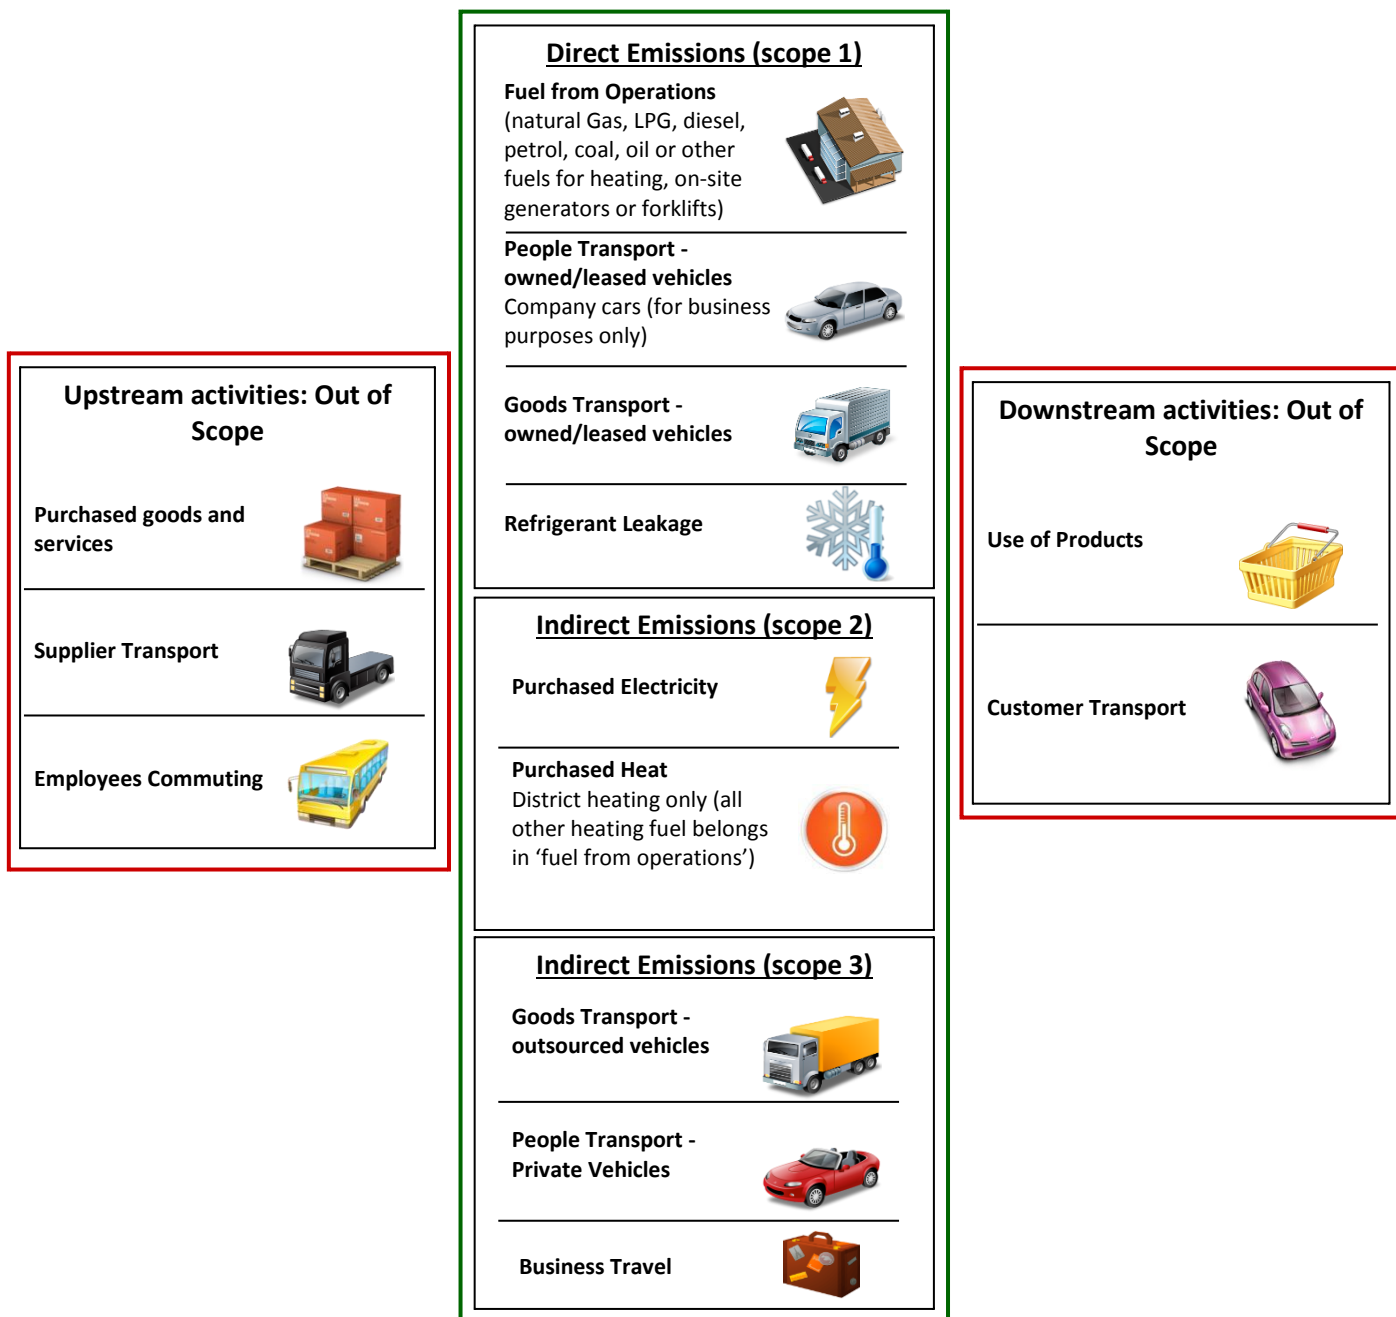 Direct Emissions (scope 1)
Fuel from Operations
(natural Gas, LPG, diesel,
petrol, coal, oil or other
fuels for heating, on-site
generators or forklifts)
People Transport -
owned/leased vehicles
Company cars (for business
purposes only)
Goods Transport -
owned/leased vehicles
Refrigerant Leakage
Upstream activities: Out of
Scope
Purchased goods and
services
Supplier Transport
Employees Commuting
Indirect Emissions (scope 2)
Purchased Electricity
Purchased Heat
District heating only (all
other heating fuel belongs
in ‘fuel from operations’)
Indirect Emissions (scope 3)
Goods Transport -
outsourced vehicles
People Transport -
Private Vehicles
Business Travel
Downstream activities: Out of
Scope
Use of Products
Customer Transport